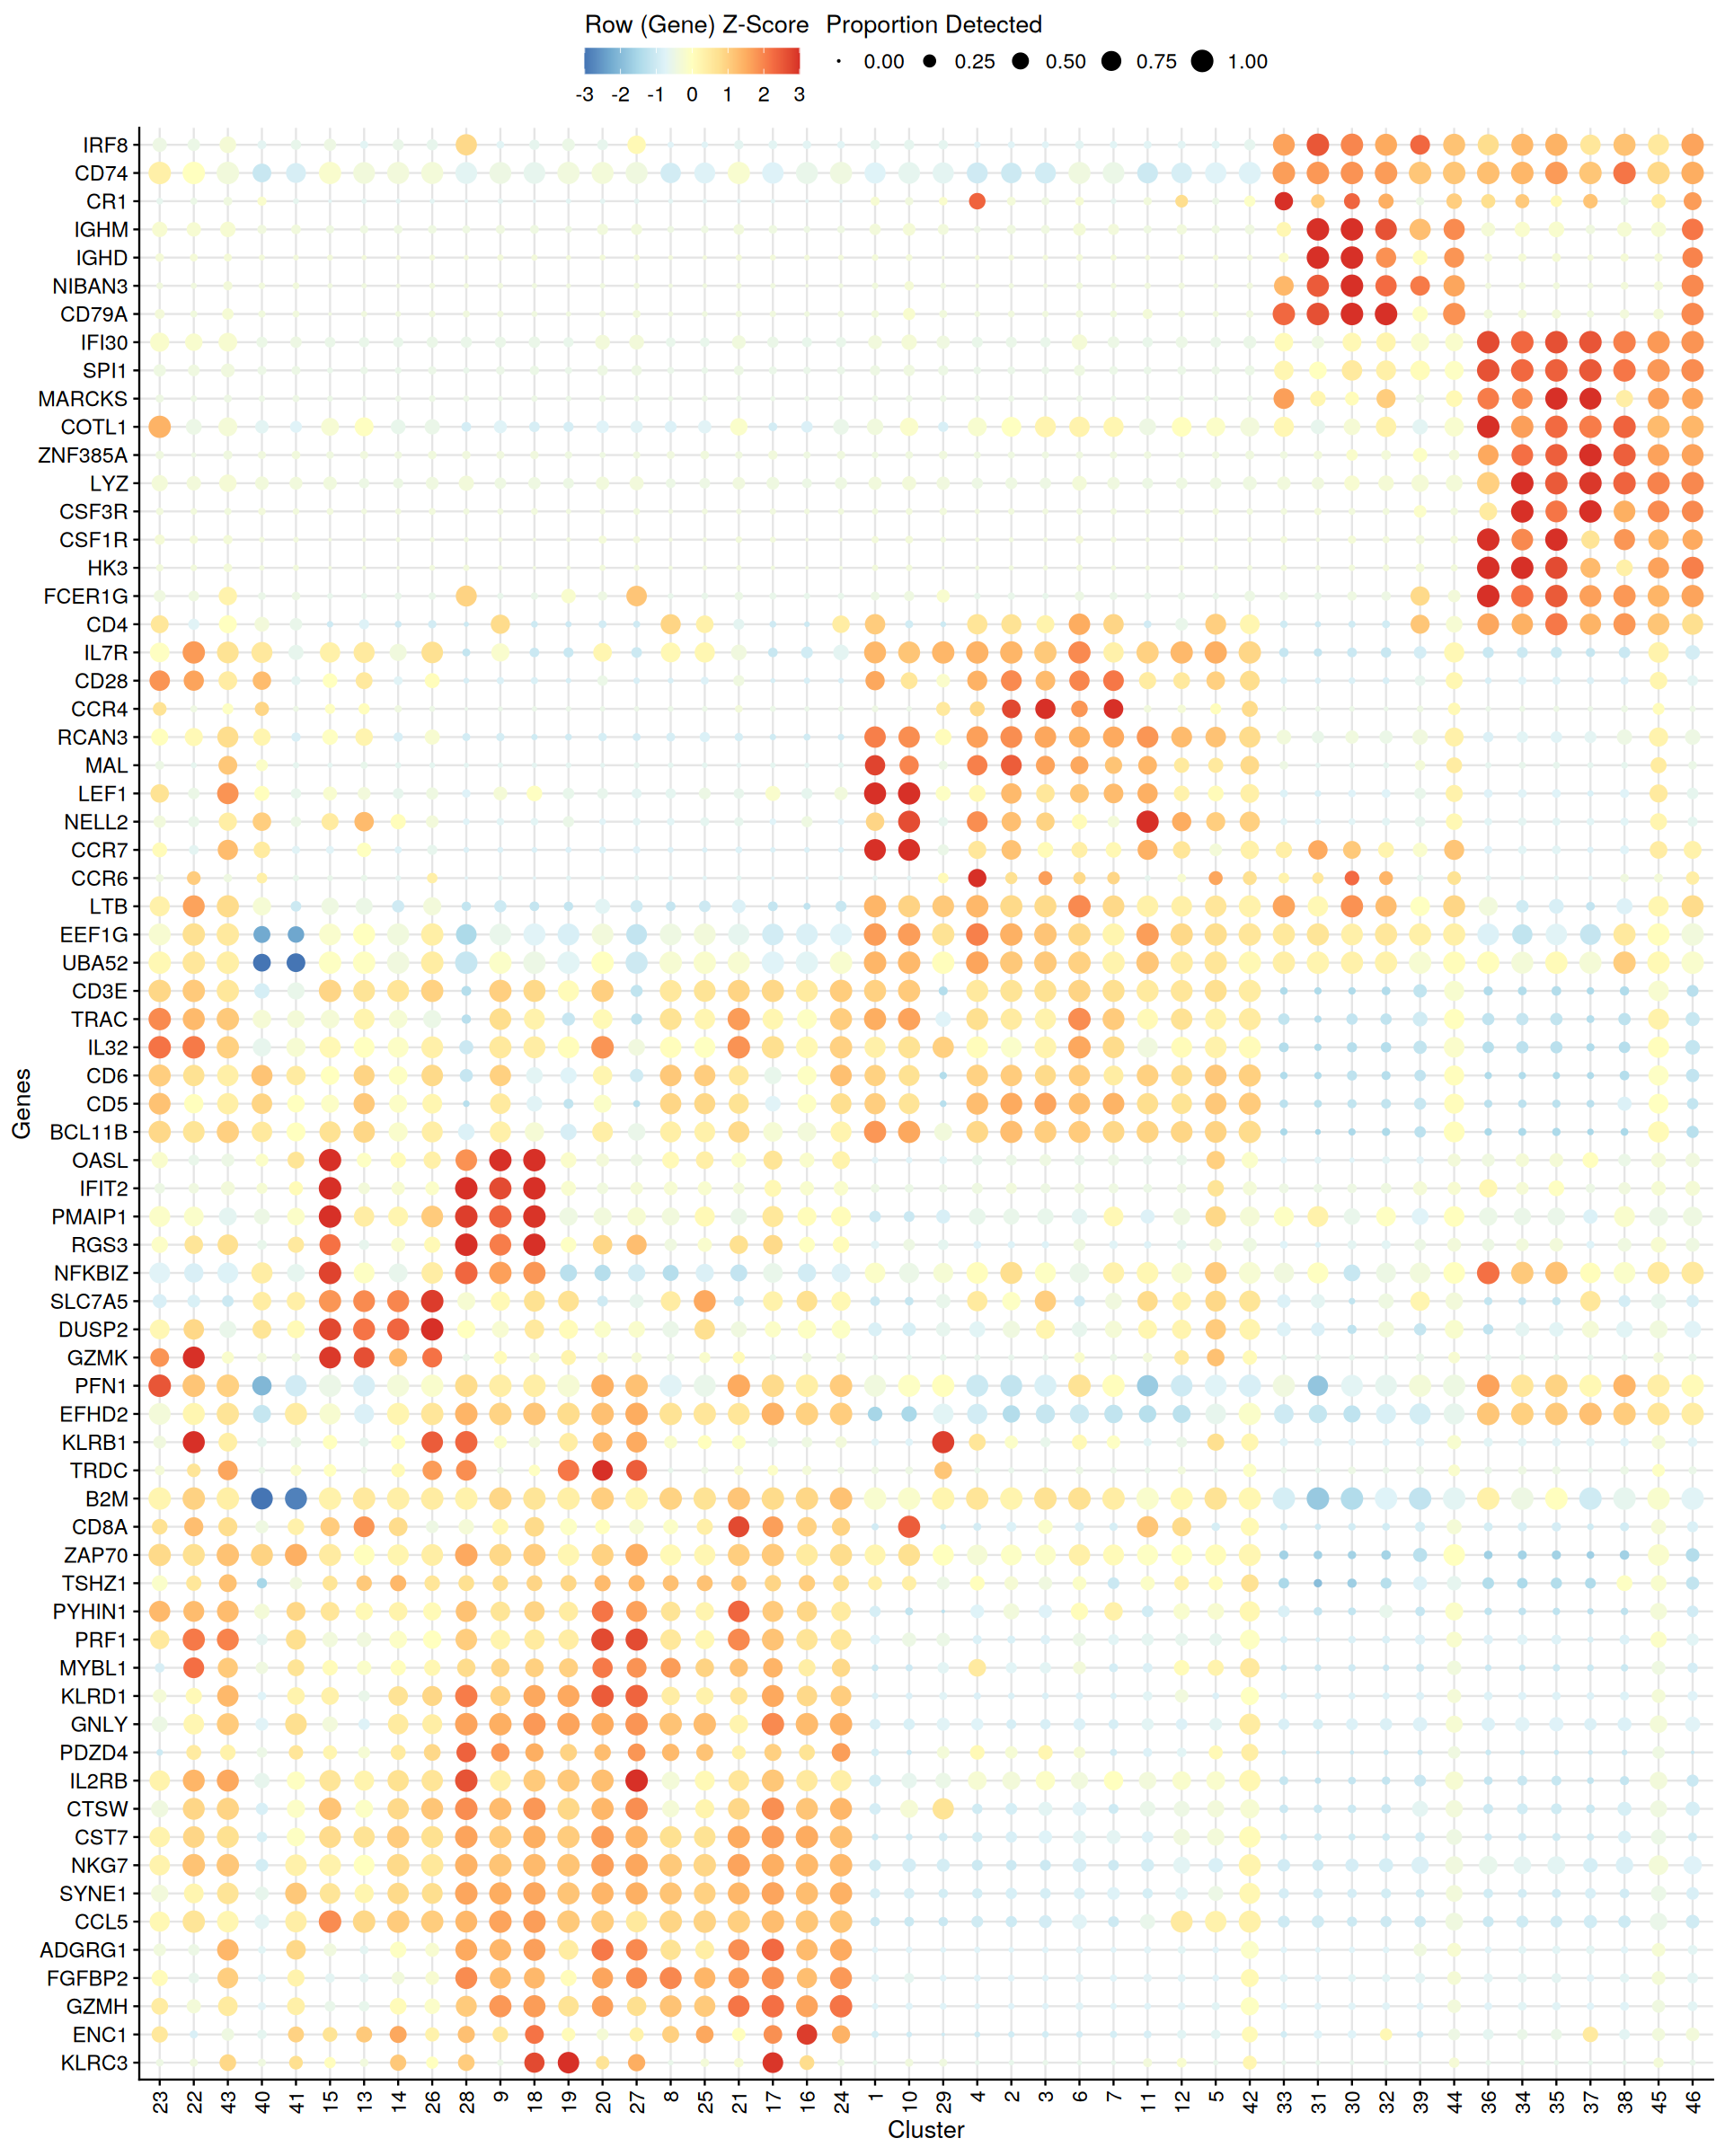 Row (Gene) Z-Score Proportion Detected
0.00 0.25 0.50 0.75 1.00
-3 -2 -1 0 1 2 3
IRF8
CD74
CR1
IGHM
IGHD
NIBAN3
CD79A
IFI30
SPI1
MARCKS
COTL1
ZNF385A
LYZ
CSF3R
CSF1R
HK3
FCER1G
CD4
IL7R
CD28
CCR4
RCAN3
MAL
LEF1
NELL2
CCR7
CCR6
LTB
EEF1G
UBA52
CD3E
TRAC
IL32
CD6
CD5
BCL11B
OASL
IFIT2
PMAIP1
RGS3
NFKBIZ
SLC7A5
DUSP2
GZMK
PFN1
EFHD2
KLRB1
TRDC
B2M
CD8A
ZAP70
TSHZ1
PYHIN1
PRF1
MYBL1
KLRD1
GNLY
PDZD4
IL2RB
CTSW
CST7
NKG7
SYNE1
CCL5
ADGRG1
FGFBP2
GZMH
ENC1
KLRC3
Genes
23 22 43 40 41 15 13 14 26 28 9 18 19 20 27 8 25 21 17 16 24 1 10 29 4 2 3 6 7 11 12 5 42 33 31 30 32 39 44 36 34 35 37 38 45 46
Cluster